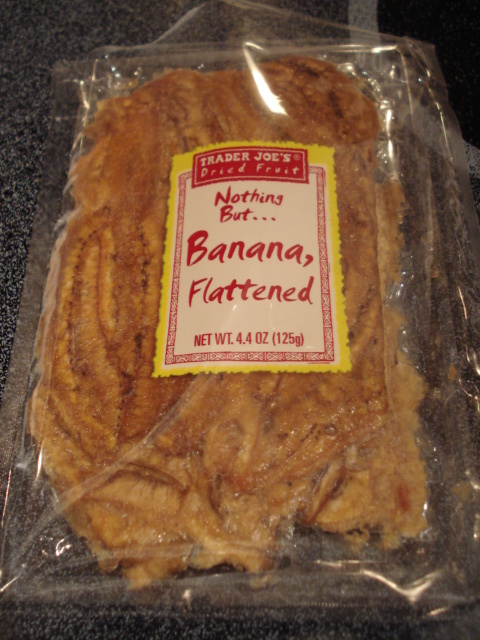 TRADER JOE'S®
Dried Fruit
Nothing
But...
Banana,
Flattened
NET WT. 4.4 OZ (125g)